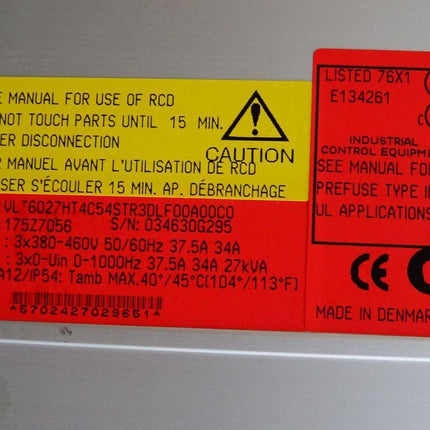 E MANUAL FOR USE OF RCD
NOT TOUCH PARTS UNTIL 15 MIN.
ER DISCONNECTION
R MANUEL AVANT L'UTILISATION DE RCD
SER S'ÉCOULER 15 MIN. AP. DÉBRANCHAGE
CAUTION
: VLT6027HT4C54STR3DLF00A00C0
: 175Z7056 S/N: 034630G295
: 3x380-460V 50/60Hz 37.5A 34A
: 3x0-Uin 0-1000Hz 37.5A 34A 27kVA
A12/IP54: Tamb MAX.40°/45°C(104°/113°F)
*5702427029651*
LISTED 76X1
E134261
C
INDUSTRIAL
CONTROL EQUIPME
SEE MANUAL FOR
PREFUSE TYPE IN
UL APPLICATIONS
CE
MADE IN DENMAR